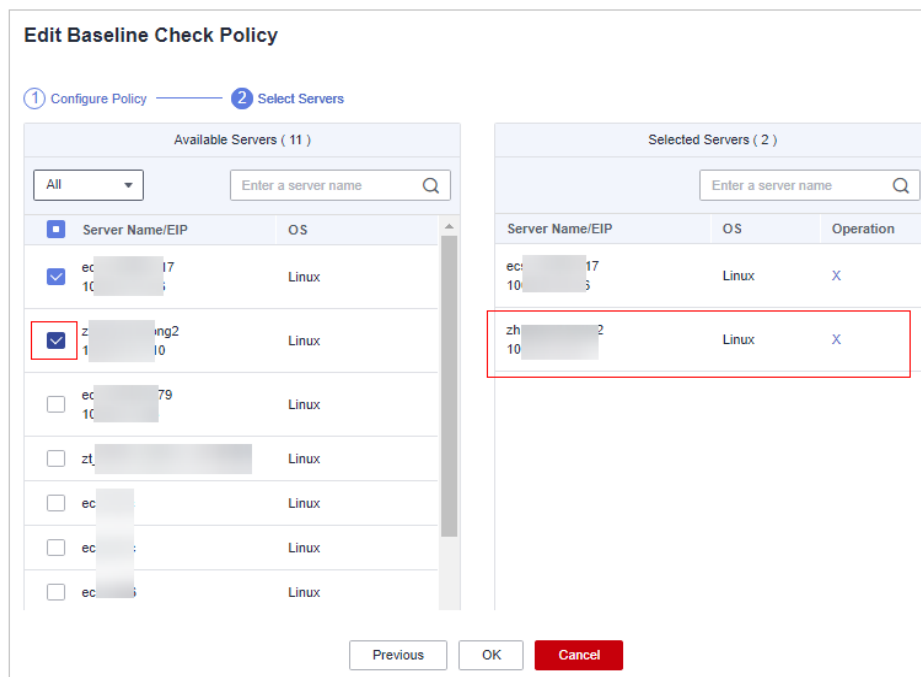 Edit Baseline Check Policy
1 Configure Policy 2 Select Servers
Available Servers ( 11 )
All Enter a server name
Server Name/EIP OS
Linux
Linux
Linux
Linux
Linux
Linux
Linux
Selected Servers ( 2 )
Enter a server name
Server Name/EIP OS Operation
Linux X
Linux X
Previous OK Cancel